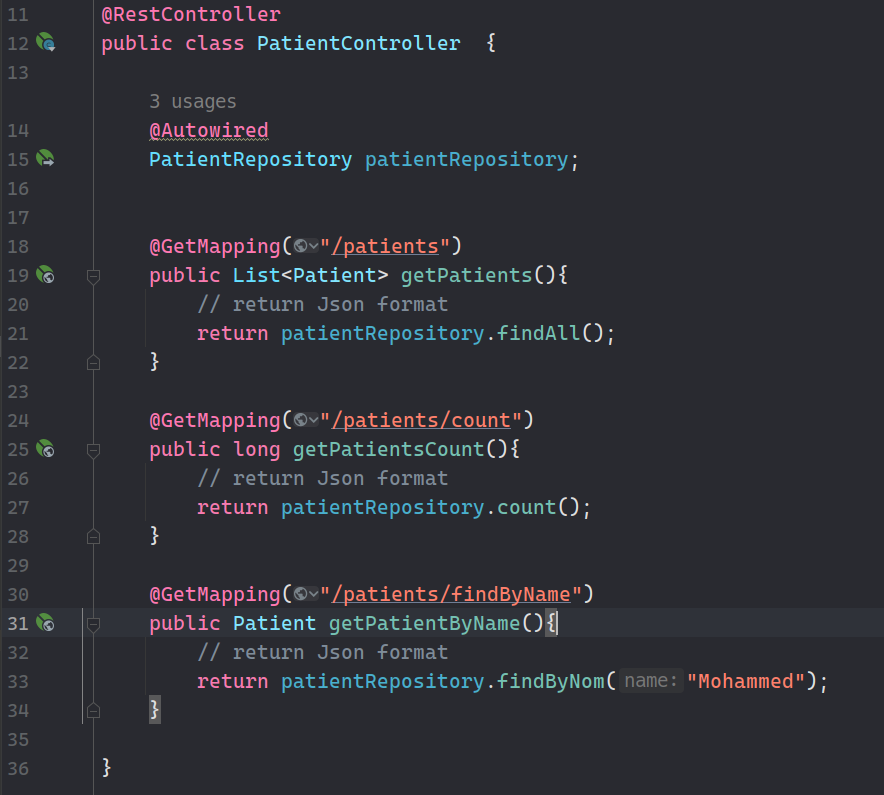 11 @RestController
12 public class PatientController  {
13
3 usages
14     @Autowired
15     PatientRepository patientRepository;
16
17
18     @GetMapping("/patients")
19     public List<Patient> getPatients(){
20         // return Json format
21         return patientRepository.findAll();
22     }
23
24     @GetMapping("/patients/count")
25     public long getPatientsCount(){
26         // return Json format
27         return patientRepository.count();
28     }
29
30     @GetMapping("/patients/findByName")
31     public Patient getPatientByName(){
32         // return Json format
33         return patientRepository.findByNom( name: "Mohammed");
34     }
35
36 }